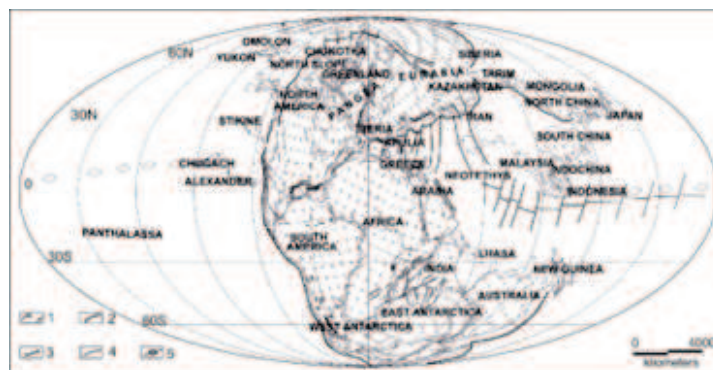 OMOLON
60N
CHUKOTKA
SIBERIA
YUKON
NORTH SLOPE
GREENLAND
EURASIA
TARIM
KAZAKHSTAN
MONGOLIA
NORTH
AMERICA
PANGEA
NORTH CHINA
30N
JAPAN
STIKINE
IBERIA
IRAN
APULIA
SOUTH CHINA
CHUGACH
GREECE
MALAYSIA
INDOCHINA
NEOTETHYS
0
ALEXANDER
ARABIA
INDONESIA
AFRICA
PANTHALASSA
SOUTH
AMERICA
30S
LHASA
INDIA
NEW GUINEA
AUSTRALIA
EAST ANTARCTICA
1
2
60S
WEST ANTARCTICA
3
4
5
0
kilometers